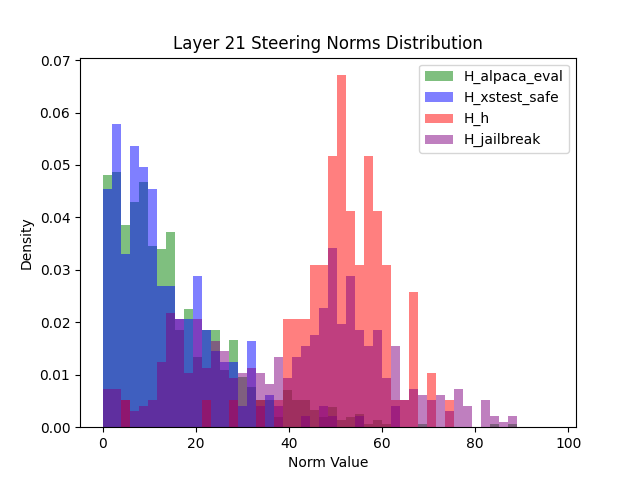 Layer 21 Steering Norms Distribution
0.07
0.06
0.05
0.04
0.03
0.02
0.01
0.00
Density
0
20
40
60
80
100
Norm Value
H_alpaca_eval
H_xstest_safe
H_h
H_jailbreak